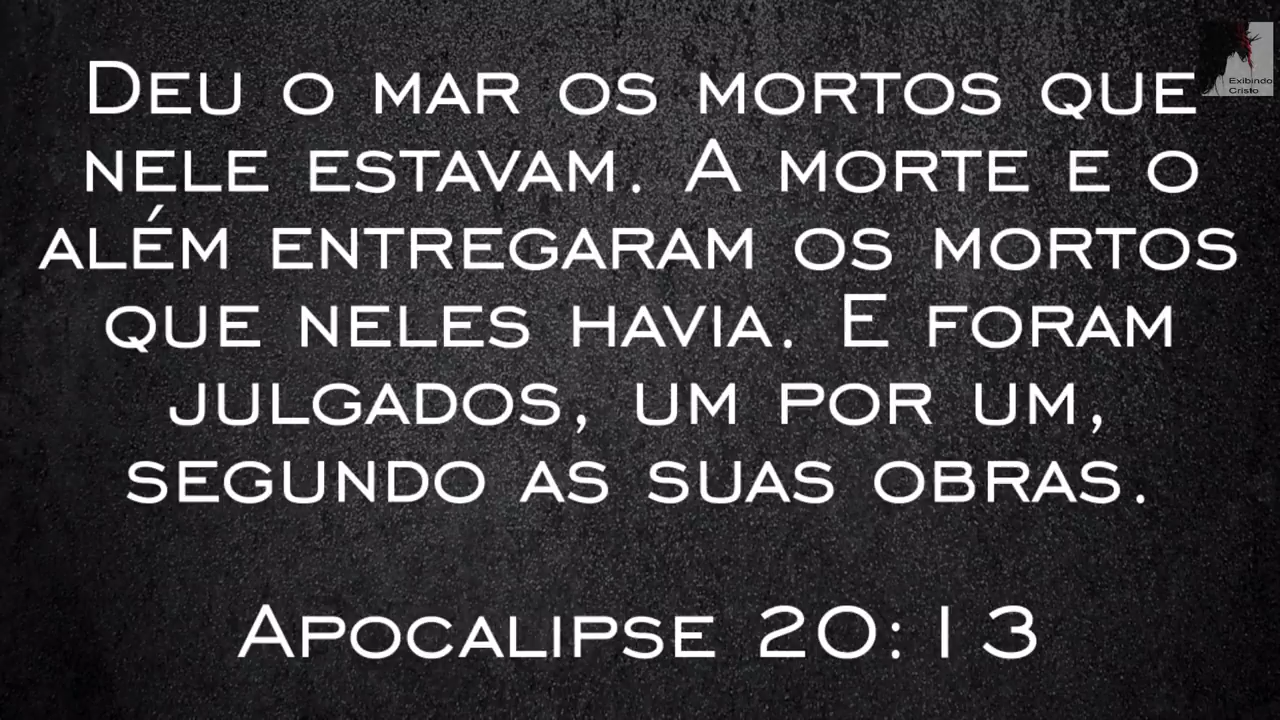 Exibindo
Cristo
Deu o mar os mortos que
nele estavam. A morte e o
além entregaram os mortos
que neles havia. E foram
julgados, um por um,
segundo as suas obras.
Apocalipse 20:13